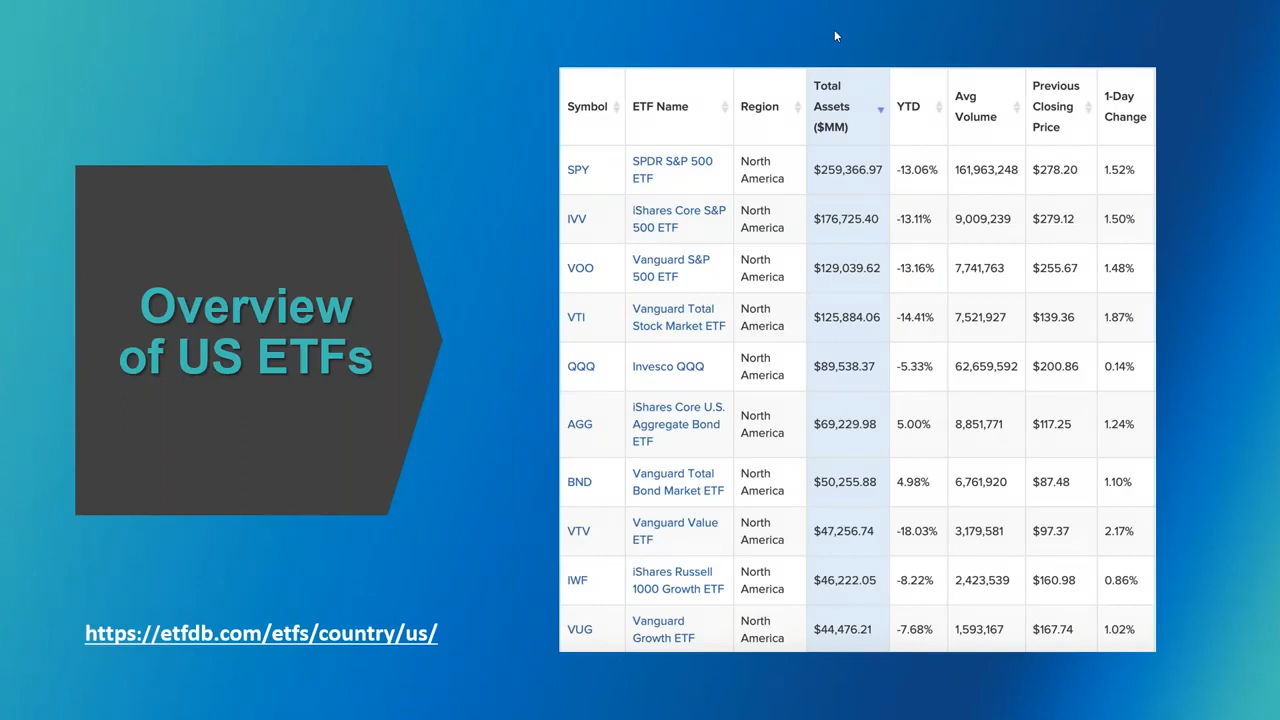 Overview
of US ETFs
https://etfdb.com/etfs/country/us/
Symbol ETF Name Region Total Assets ($MM) YTD Avg Volume Previous Closing Price 1-Day Change
SPY SPDR S&P 500 ETF North America $259,366.97 -13.06% 161,963,248 $278.20 1.52%
IVV iShares Core S&P 500 ETF North America $176,725.40 -13.11% 9,009,239 $279.12 1.50%
VOO Vanguard S&P 500 ETF North America $129,039.62 -13.16% 7,741,763 $255.67 1.48%
VTI Vanguard Total Stock Market ETF North America $125,884.06 -14.41% 7,521,927 $139.36 1.87%
QQQ Invesco QQQ North America $89,538.37 -5.33% 62,659,592 $200.86 0.14%
AGG iShares Core U.S. Aggregate Bond ETF North America $69,229.98 5.00% 8,851,771 $117.25 1.24%
BND Vanguard Total Bond Market ETF North America $50,255.88 4.98% 6,761,920 $87.48 1.10%
VTV Vanguard Value ETF North America $47,256.74 -18.03% 3,179,581 $97.37 2.17%
IWF iShares Russell 1000 Growth ETF North America $46,222.05 -8.22% 2,423,539 $160.98 0.86%
VUG Vanguard Growth ETF North America $44,476.21 -7.68% 1,593,167 $167.74 1.02%